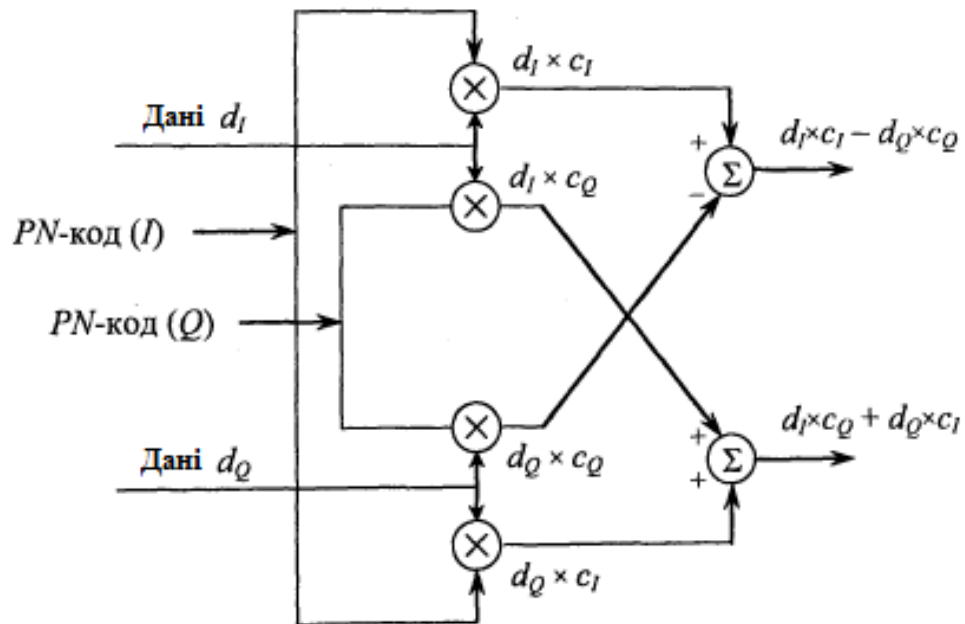 d_I × c_I
Дані d_I
+
d_I×c_I − d_Q×c_Q
Σ
−
d_I × c_Q
PN-код (I)
PN-код (Q)
d_I×c_Q + d_Q×c_I
+
Σ
+
Дані d_Q
d_Q × c_Q
d_Q × c_I